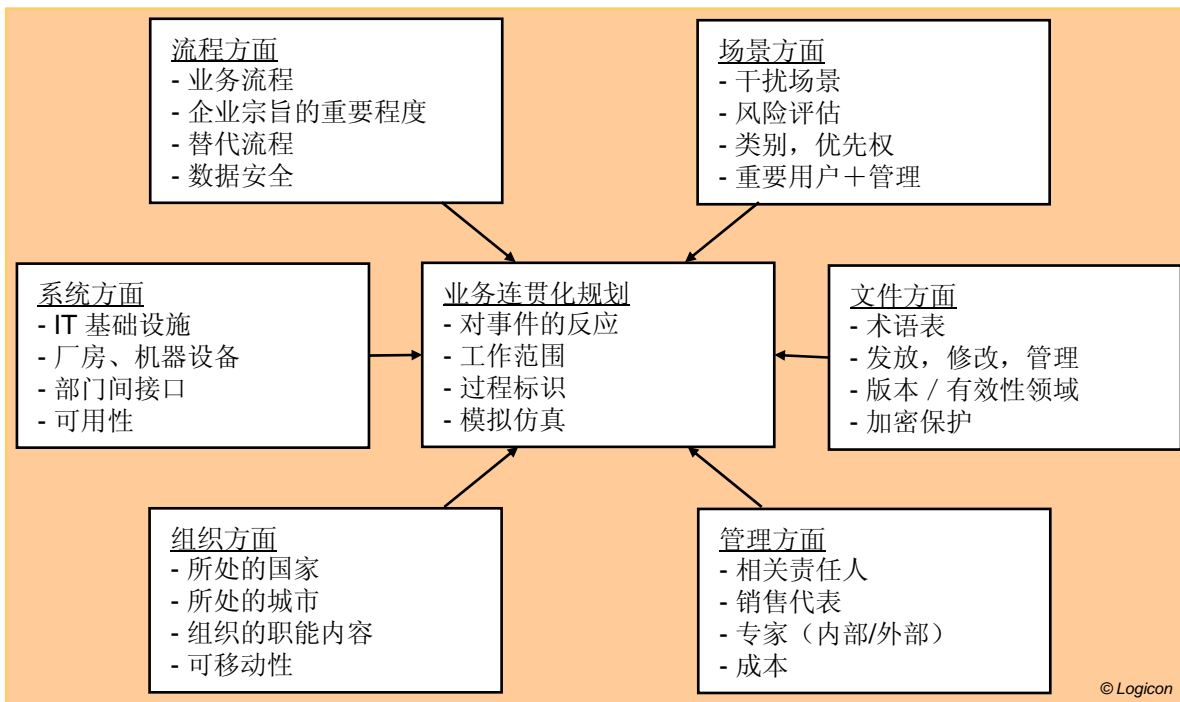 流程方面
- 业务流程
- 企业宗旨的重要程度
- 替代流程
- 数据安全
场景方面
- 干扰场景
- 风险评估
- 类别，优先权
- 重要用户＋管理
系统方面
- IT 基础设施
- 厂房、机器设备
- 部门间接口
- 可用性
业务连贯化规划
- 对事件的反应
- 工作范围
- 过程标识
- 模拟仿真
文件方面
- 术语表
- 发放，修改，管理
- 版本／有效性领域
- 加密保护
组织方面
- 所处的国家
- 所处的城市
- 组织的职能内容
- 可移动性
管理方面
- 相关责任人
- 销售代表
- 专家（内部/外部）
- 成本
© Logicon